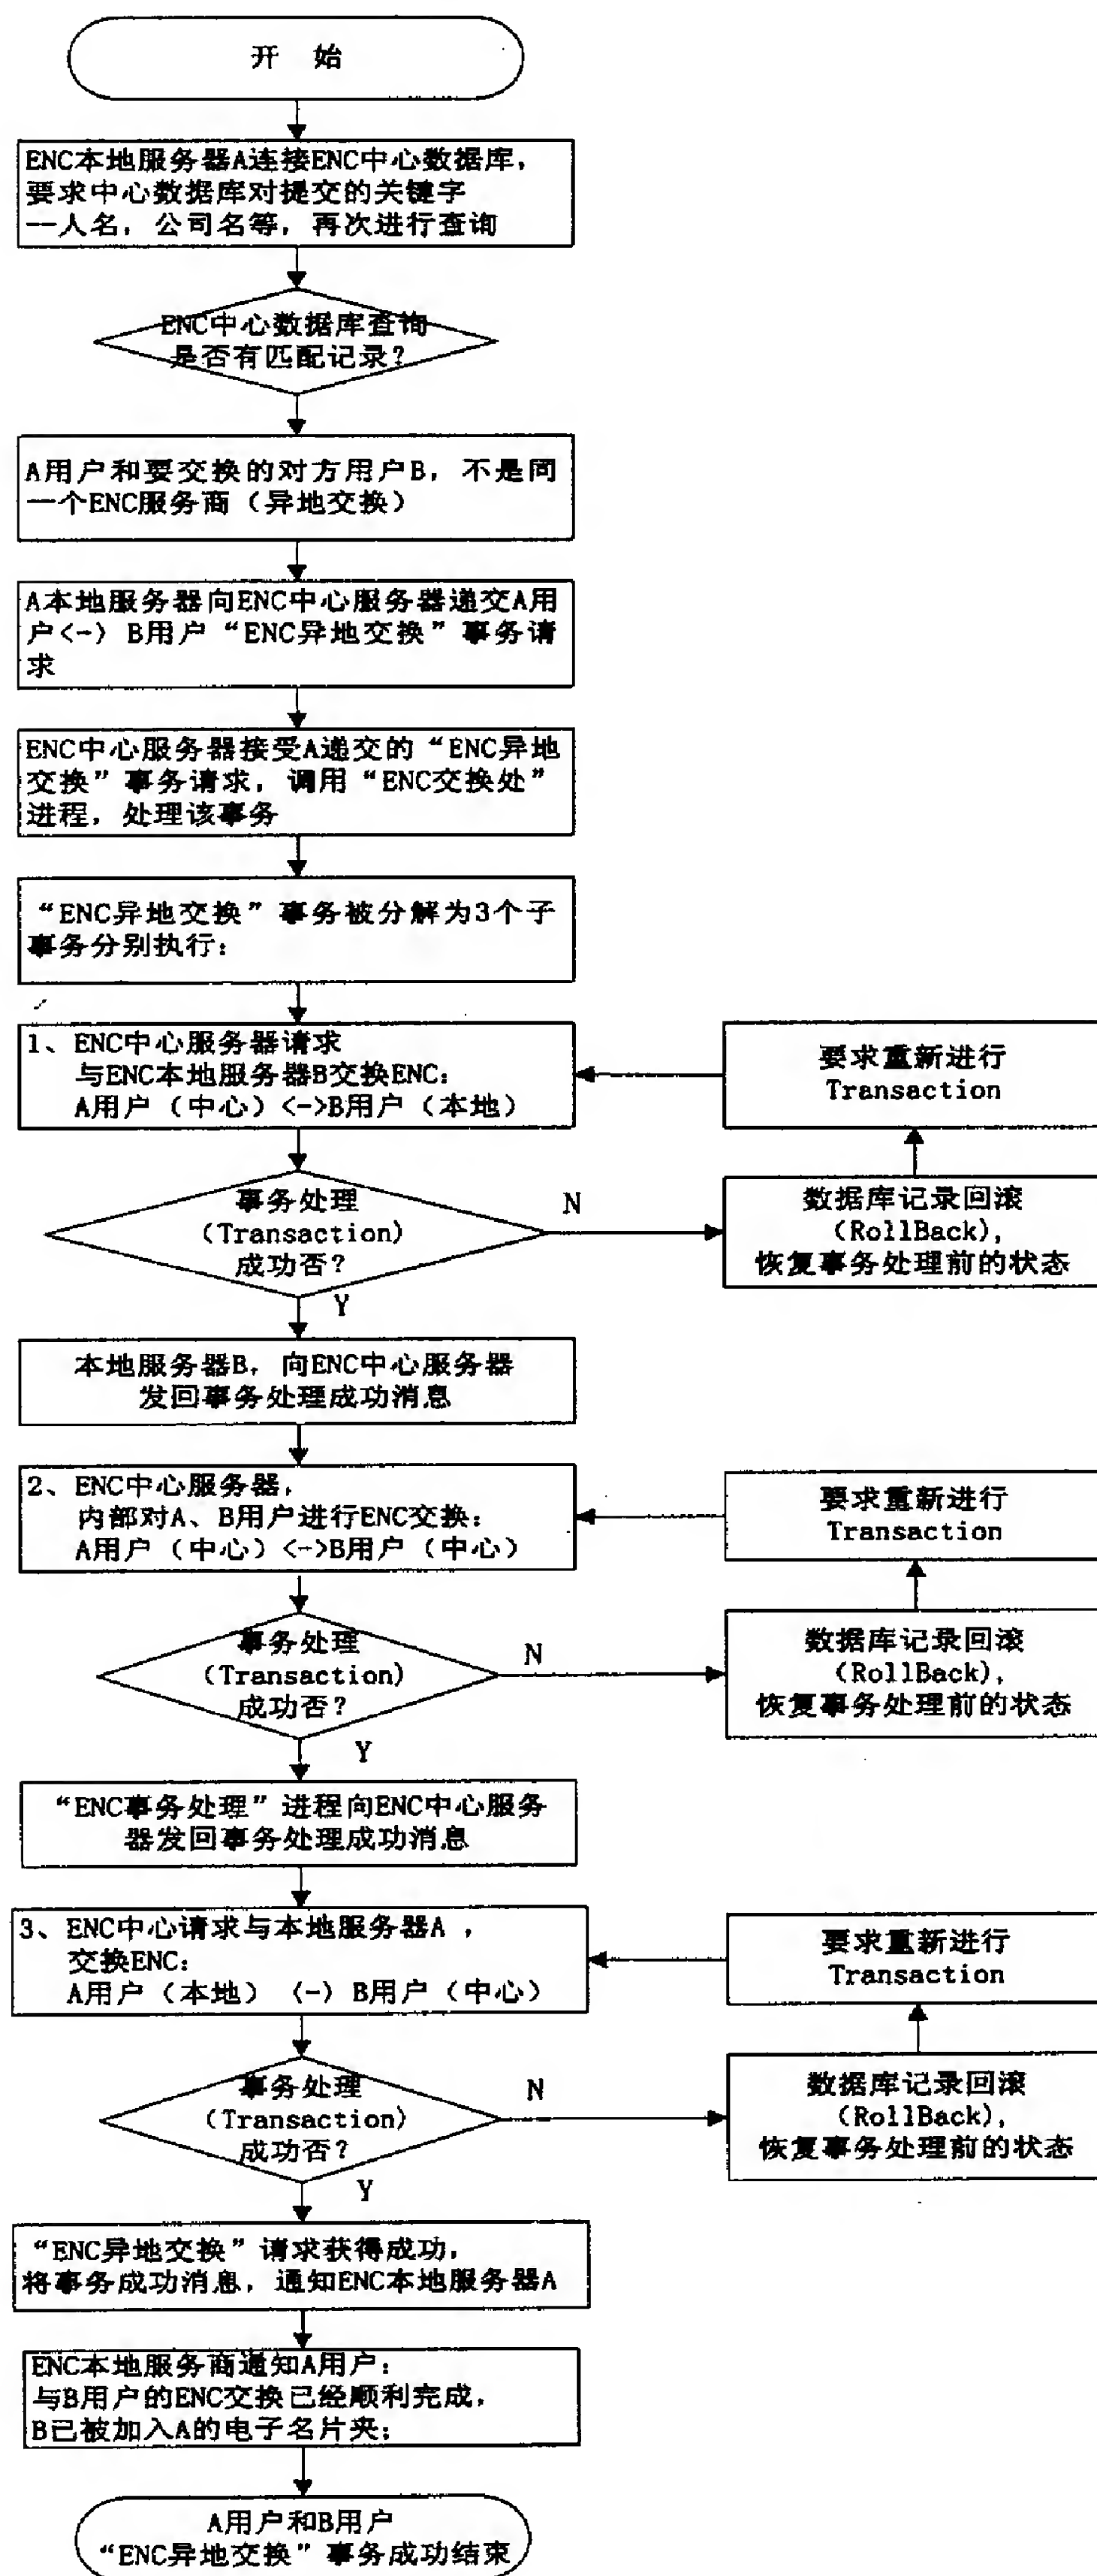 开 始
ENC本地服务器A连接ENC中心数据库，
要求中心数据库对提交的关键字
--人名，公司名等，再次进行查询
ENC中心数据库查询
是否有匹配记录？
A用户和要交换的对方用户B，不是同
一个ENC服务商（异地交换）
A本地服务器向ENC中心服务器递交A用
户<-> B用户“ENC异地交换”事务请
求
ENC中心服务器接受A递交的“ENC异地
交换”事务请求，调用“ENC交换处”
进程，处理该事务
“ENC异地交换”事务被分解为3个子
事务分别执行：
1、ENC中心服务器请求
与ENC本地服务器B交换ENC：
A用户（中心）<->B用户（本地）
要求重新进行
Transaction
事务处理
（Transaction）
成功否？
N
数据库记录回滚
（RollBack），
恢复事务处理前的状态
Y
本地服务器B，向ENC中心服务器
发回事务处理成功消息
2、ENC中心服务器，
内部对A、B用户进行ENC交换：
A用户（中心）<->B用户（中心）
要求重新进行
Transaction
事务处理
（Transaction）
成功否？
N
数据库记录回滚
（RollBack），
恢复事务处理前的状态
Y
“ENC事务处理”进程向ENC中心服务
器发回事务处理成功消息
3、ENC中心请求与本地服务器A ，
交换ENC：
A用户（本地） <-> B用户（中心）
要求重新进行
Transaction
事务处理
（Transaction）
成功否？
N
数据库记录回滚
（RollBack），
恢复事务处理前的状态
Y
“ENC异地交换”请求获得成功，
将事务成功消息，通知ENC本地服务器A
ENC本地服务商通知A用户：
与B用户的ENC交换已经顺利完成，
B已被加入A的电子名片夹；
A用户和B用户
“ENC异地交换”事务成功结束